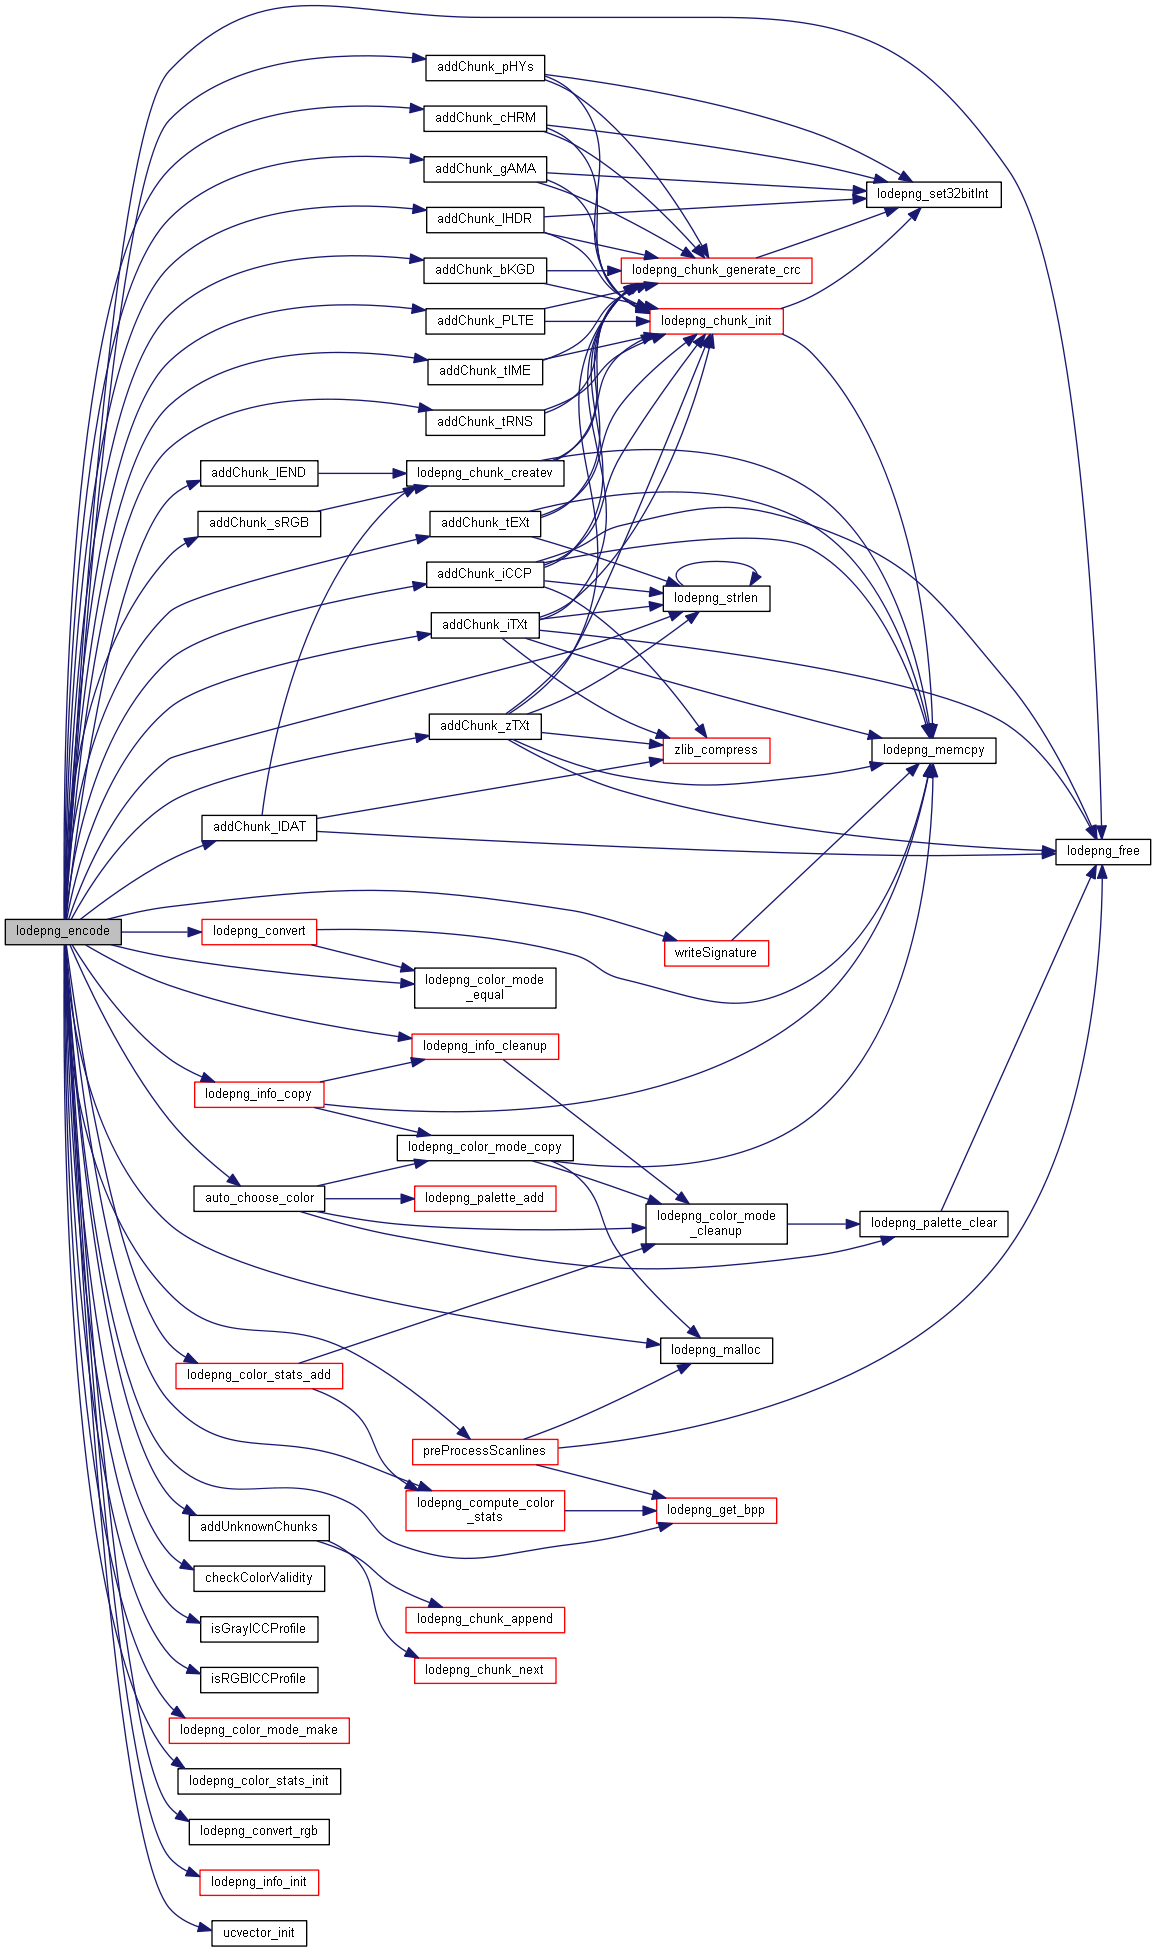 addChunk_pHYs
addChunk_cHRM
addChunk_gAMA
lodepng_set32bitInt
addChunk_IHDR
addChunk_bKGD
lodepng_chunk_generate_crc
addChunk_PLTE
lodepng_chunk_init
addChunk_tIME
addChunk_tRNS
addChunk_IEND
lodepng_chunk_createv
addChunk_sRGB
addChunk_tEXt
addChunk_iCCP
lodepng_strlen
addChunk_iTXt
addChunk_zTXt
zlib_compress
lodepng_memcpy
addChunk_IDAT
lodepng_free
lodepng_encode
lodepng_convert
writeSignature
lodepng_color_mode
_equal
lodepng_info_cleanup
lodepng_info_copy
lodepng_color_mode_copy
auto_choose_color
lodepng_palette_add
lodepng_color_mode
_cleanup
lodepng_palette_clear
lodepng_malloc
lodepng_color_stats_add
preProcessScanlines
lodepng_compute_color
_stats
lodepng_get_bpp
addUnknownChunks
checkColorValidity
lodepng_chunk_append
isGrayICCProfile
lodepng_chunk_next
isRGBICCProfile
lodepng_color_mode_make
lodepng_color_stats_init
lodepng_convert_rgb
lodepng_info_init
ucvector_init